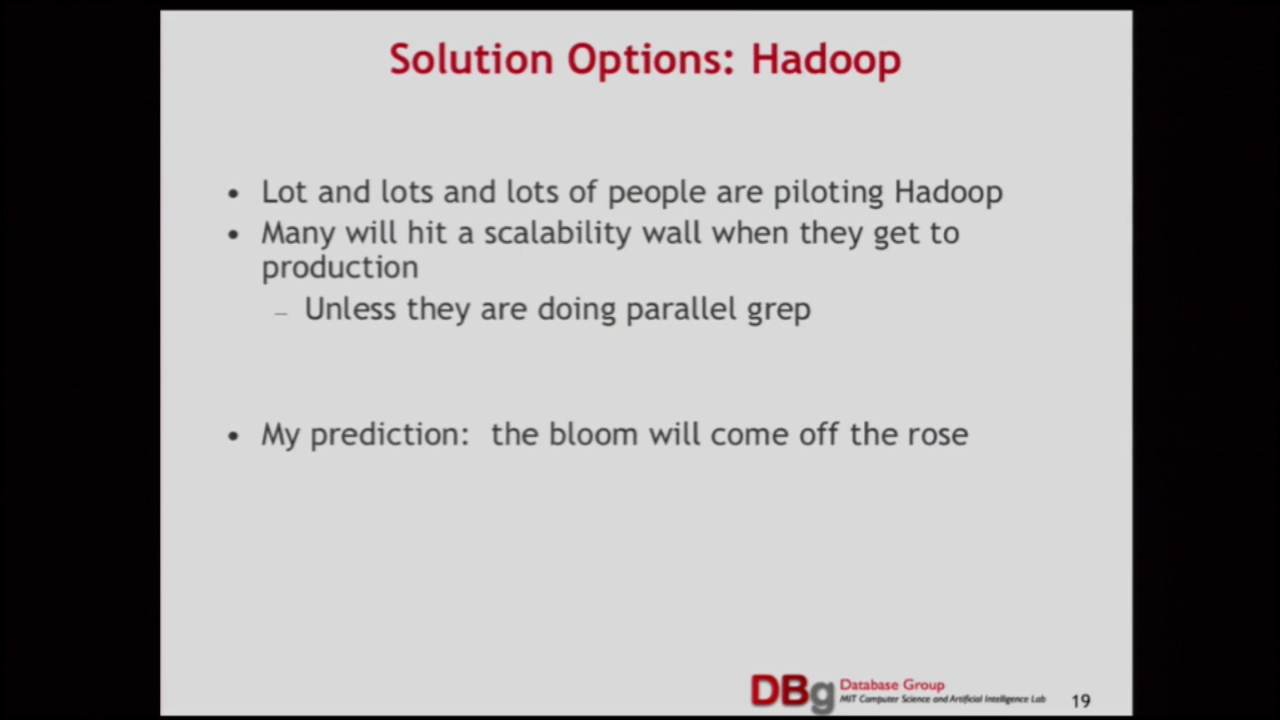 Solution Options: Hadoop
• Lot and lots and lots of people are piloting Hadoop
• Many will hit a scalability wall when they get to
production
– Unless they are doing parallel grep
• My prediction: the bloom will come off the rose
DBg Database Group
MIT Computer Science and Artificial Intelligence Lab
19